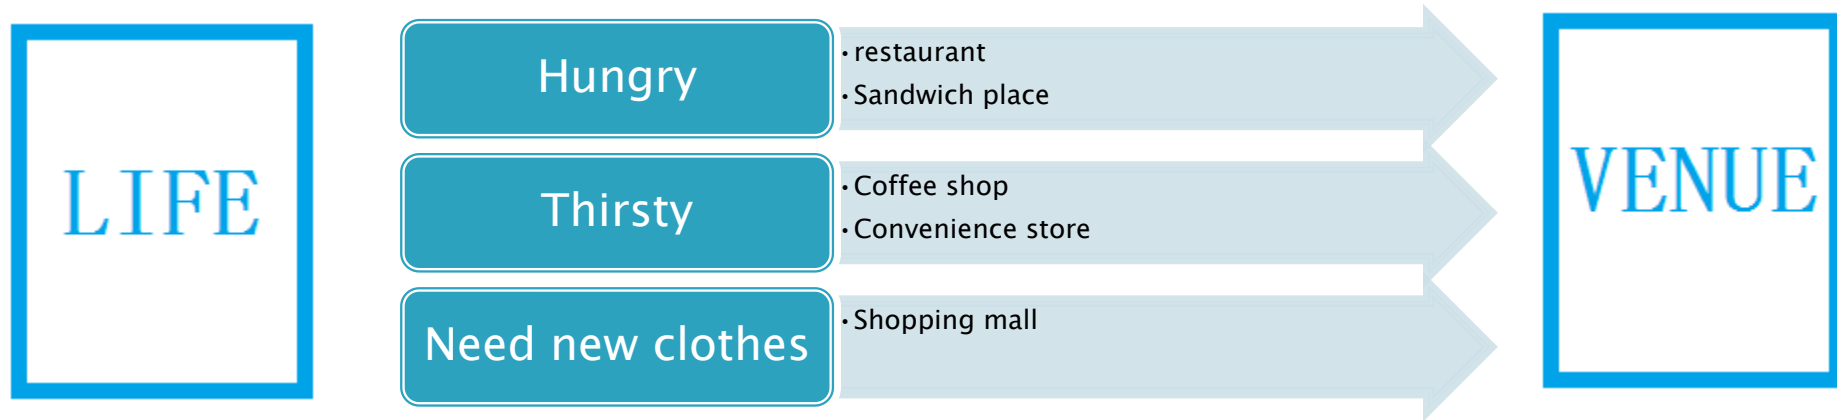 LIFE
Hungry
• restaurant
• Sandwich place
Thirsty
• Coffee shop
• Convenience store
Need new clothes
• Shopping mall
VENUE